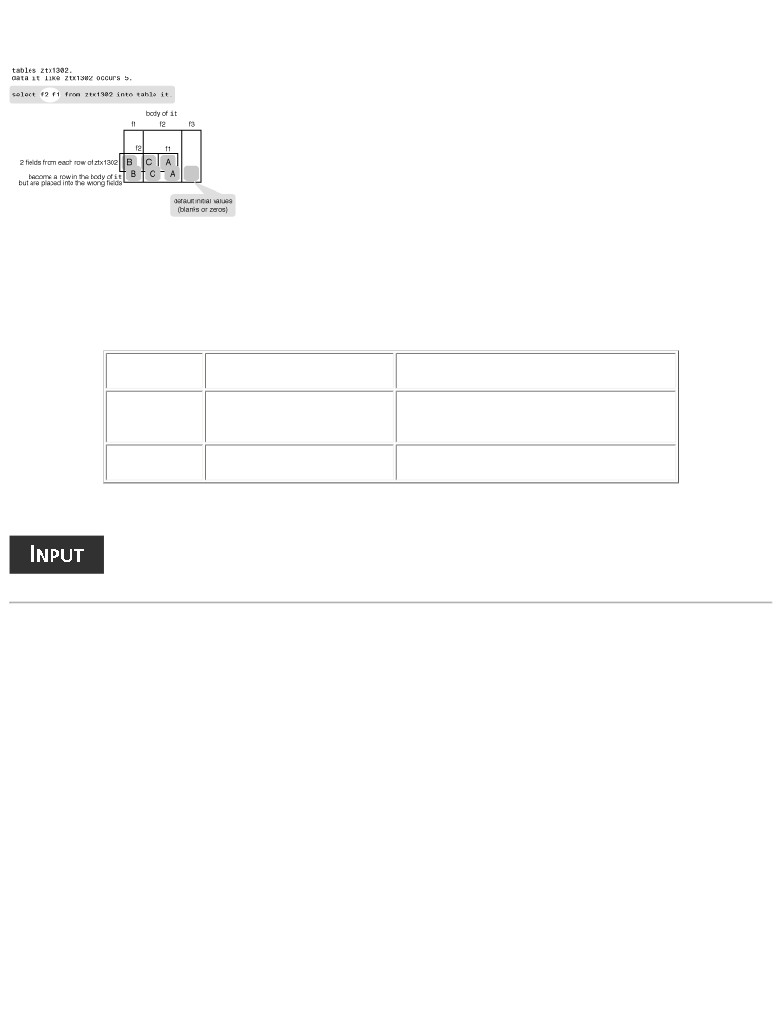 tables ztx1302.
data it like ztx1302 occurs 5.
select f2 f1 from ztx1302 into table it.
body of it
f1 f2 f3
f2 f1
2 fields from each row of ztx1302 B C A
become a row in the body of it B C A
but are placed into the wrong fields
default initial values
(blanks or zeros)
INPUT